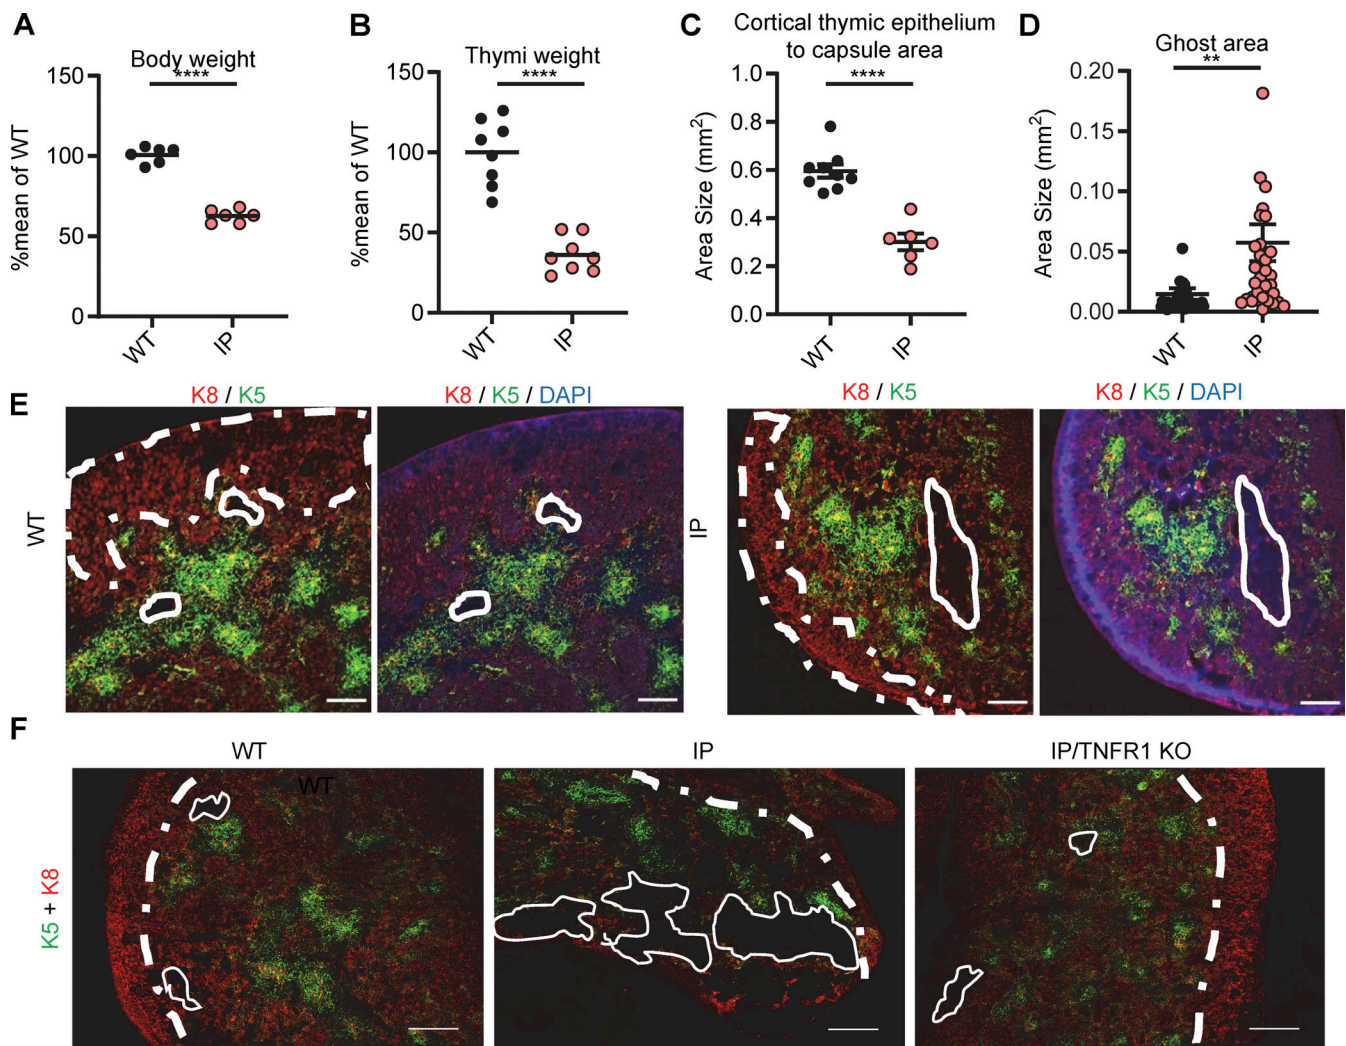 A
Body weight
****
%mean of WT
150
100
50
0
WT
IP
B
Thymi weight
****
%mean of WT
150
100
50
0
WT
IP
C
Cortical thymic epithelium
to capsule area
****
Area Size (mm²)
1.0
0.8
0.6
0.4
0.2
0.0
WT
IP
D
Ghost area
**
Area Size (mm²)
0.20
0.15
0.10
0.05
0.00
WT
IP
E
K8 / K5
K8 / K5 / DAPI
K8 / K5
K8 / K5 / DAPI
WT
IP
F
WT
IP
IP/TNFR1 KO
WT
K5 + K8